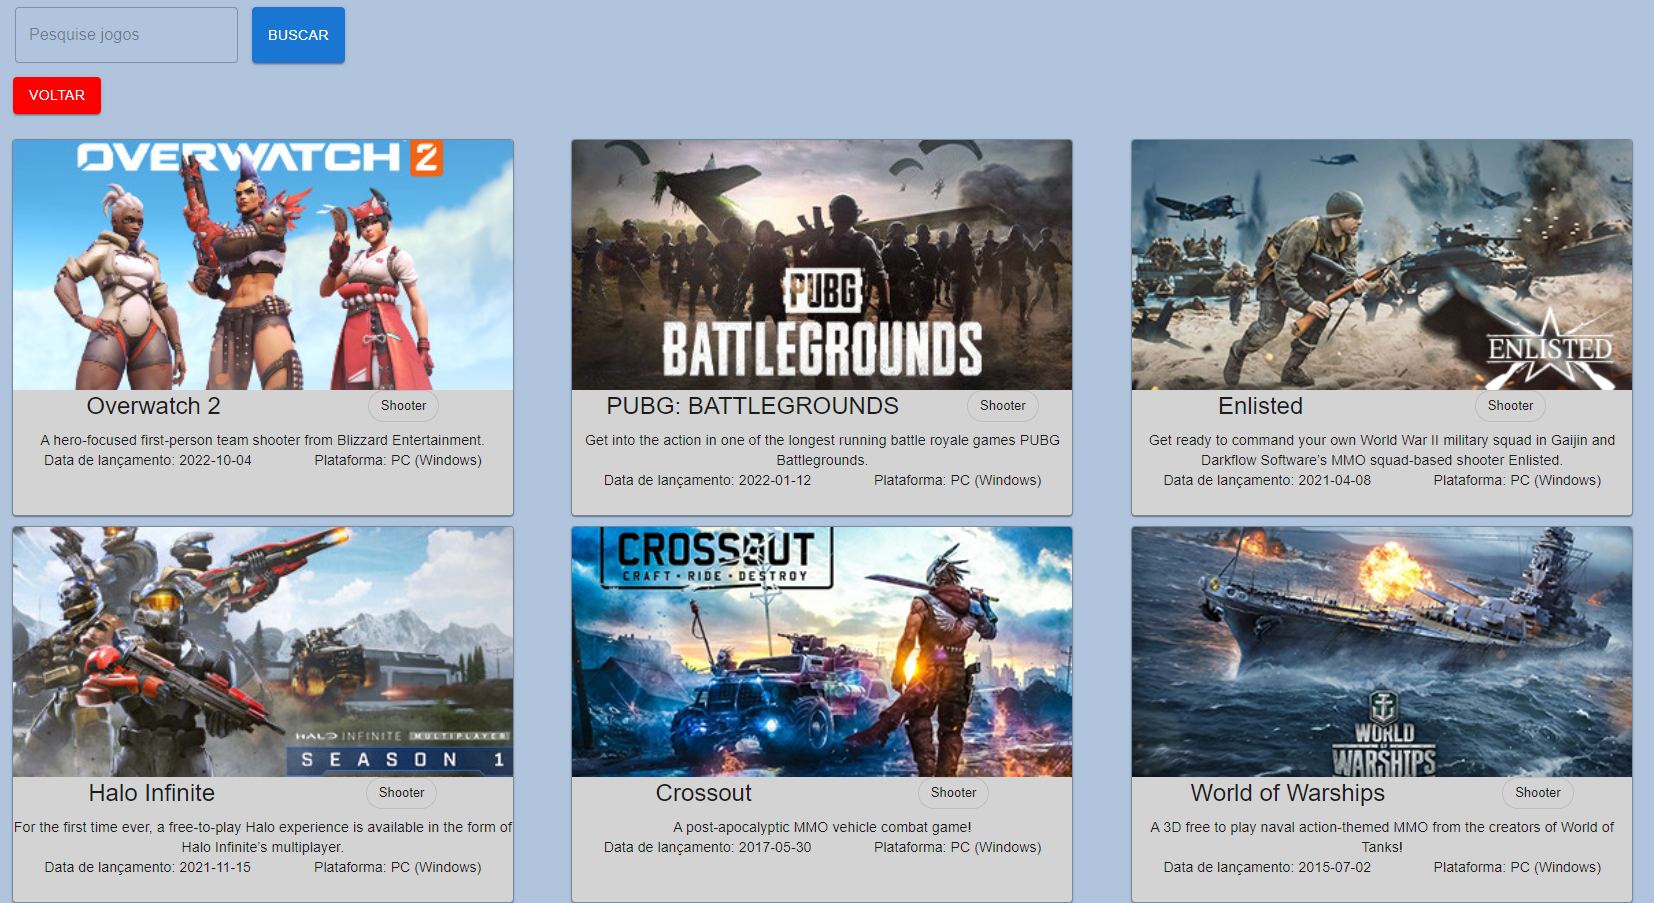 Pesquise jogos
BUSCAR
VOLTAR
OVERWATCH 2
Overwatch 2
Shooter
A hero-focused first-person team shooter from Blizzard Entertainment.
Data de lançamento: 2022-10-04
Plataforma: PC (Windows)
PUBG
BATTLEGROUNDS
PUBG: BATTLEGROUNDS
Shooter
Get into the action in one of the longest running battle royale games PUBG
Battlegrounds.
Data de lançamento: 2022-01-12
Plataforma: PC (Windows)
ENLISTED
Enlisted
Shooter
Get ready to command your own World War II military squad in Gaijin and
Darkflow Software’s MMO squad-based shooter Enlisted.
Data de lançamento: 2021-04-08
Plataforma: PC (Windows)
HALO INFINITE MULTIPLAYER
SEASON 1
Halo Infinite
Shooter
For the first time ever, a free-to-play Halo experience is available in the form of
Halo Infinite’s multiplayer.
Data de lançamento: 2021-11-15
Plataforma: PC (Windows)
CROSSOUT
CRAFT · RIDE · DESTROY
Crossout
Shooter
A post-apocalyptic MMO vehicle combat game!
Data de lançamento: 2017-05-30
Plataforma: PC (Windows)
WORLD
OF
WARSHIPS
World of Warships
Shooter
A 3D free to play naval action-themed MMO from the creators of World of
Tanks!
Data de lançamento: 2015-07-02
Plataforma: PC (Windows)